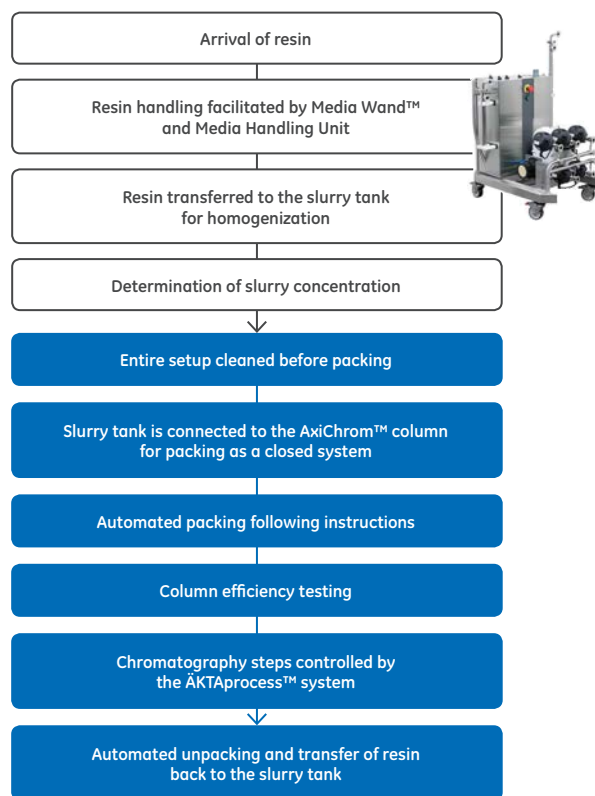 Arrival of resin
Resin handling facilitated by Media Wand™
and Media Handling Unit
Resin transferred to the slurry tank
for homogenization
Determination of slurry concentration
Entire setup cleaned before packing
Slurry tank is connected to the AxiChrom™ column
for packing as a closed system
Automated packing following instructions
Column efficiency testing
Chromatography steps controlled by
the ÄKTAprocess™ system
Automated unpacking and transfer of resin
back to the slurry tank